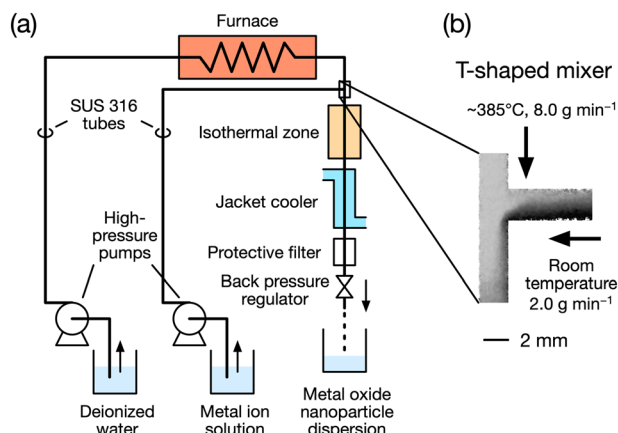 (a)
Furnace
SUS 316
tubes
Isothermal zone
Jacket cooler
High-
pressure
pumps
Protective filter
Back pressure
regulator
Deionized
water
Metal ion
solution
Metal oxide
nanoparticle
dispersion
(b)
T-shaped mixer
~385°C, 8.0 g min⁻¹
Room
temperature
2.0 g min⁻¹
2 mm